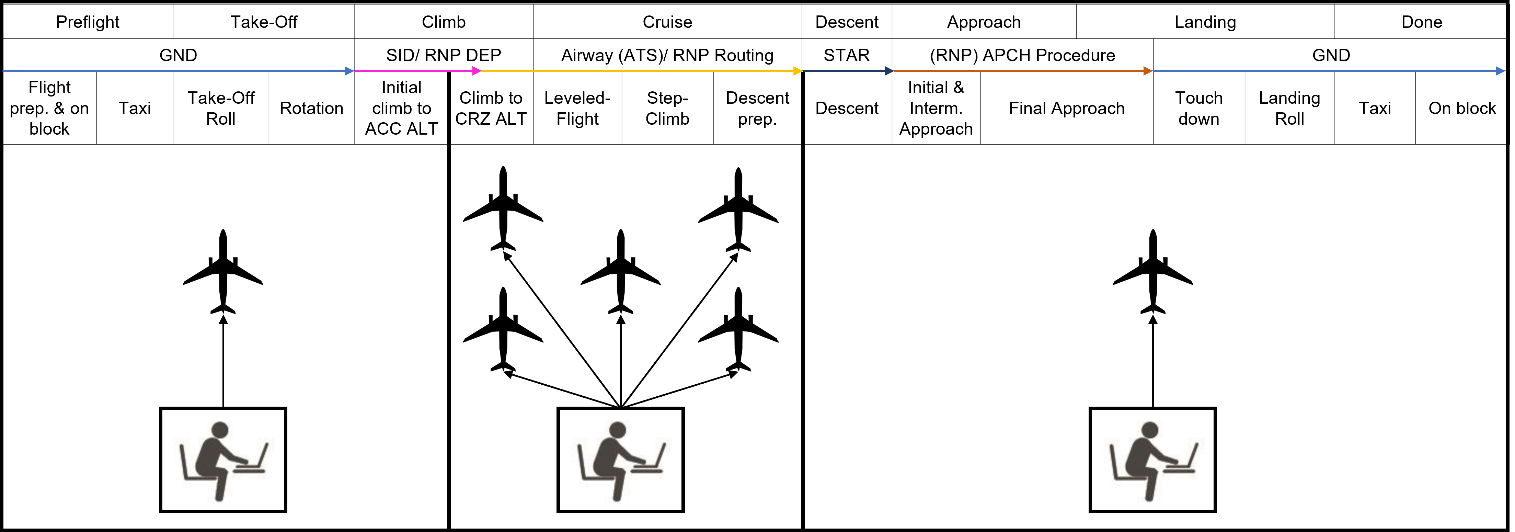 Preflight Take-Off Climb Cruise Descent Approach Landing Done
GND SID/ RNP DEP Airway (ATS)/ RNP Routing STAR (RNP) APCH Procedure GND
Flight
prep. & on
block
Taxi
Take-Off
Roll
Rotation
Initial
climb to
ACC ALT
Climb to
CRZ ALT
Leveled-
Flight
Step-
Climb
Descent
prep.
Descent
Initial &
Interm.
Approach
Final Approach
Touch
down
Landing
Roll
Taxi
On block